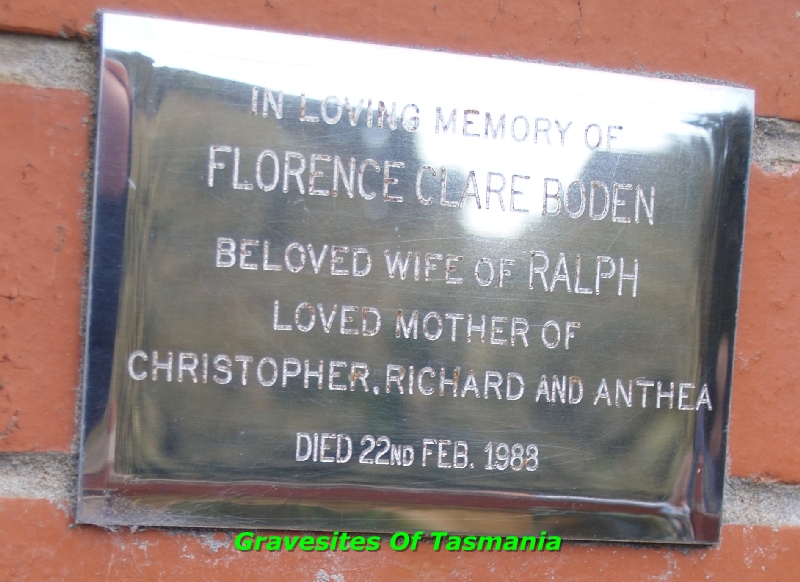 IN LOVING MEMORY OF
FLORENCE CLARE BODEN
BELOVED WIFE OF RALPH
LOVED MOTHER OF
CHRISTOPHER, RICHARD AND ANTHEA
DIED 22ND FEB. 1988
Gravesites Of Tasmania